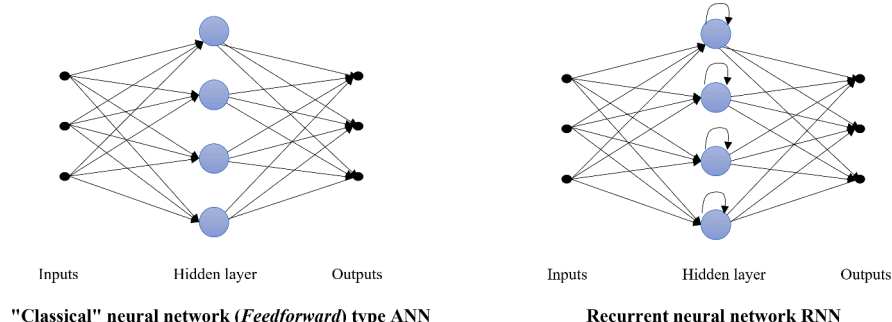 Inputs Hidden layer Outputs
"Classical" neural network (Feedforward) type ANN
Inputs Hidden layer Outputs
Recurrent neural network RNN